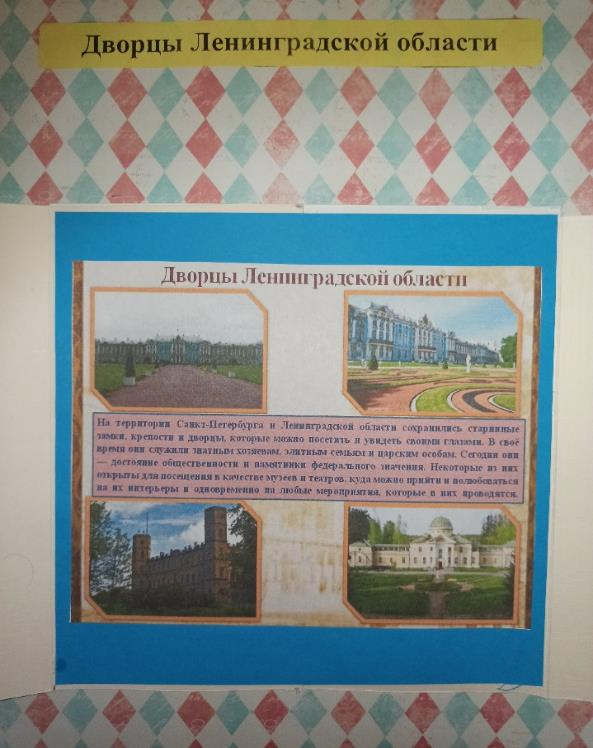 Дворцы Ленинградской области
Дворцы Ленинградской области
На территории Санкт-Петербурга и Ленинградской области сохранились старинные
замки, крепости и дворцы, которые можно посетить и увидеть своими глазами. В своё
время они служили знатным хозяевам, элитным семьям и царским особам. Сегодня они
— достояние общественности и памятники федерального значения. Некоторые из них
открыты для посещения в качестве музеев и театров, куда можно прийти и полюбоваться
на их интерьеры и одновременно на любые мероприятия, которые в них проводятся.